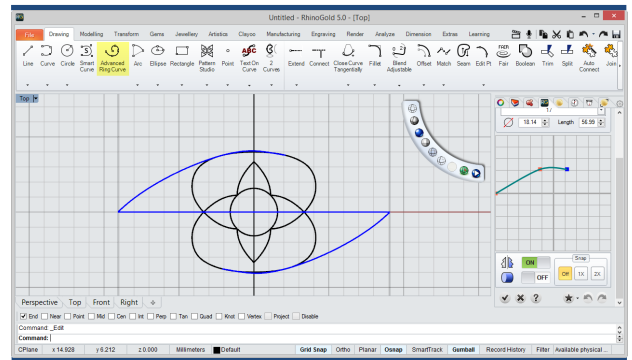 Untitled - RhinoGold 5.0 - [Top]
File Drawing Modelling Transform Gems Jewellery Artistics Clayoo Manufacturing Engraving Render Analyze Dimension Extras Learning
Line Curve Circle Smart Curve Advanced Ring Curve Arc Ellipse Rectangle Pattern Studio Point Text On Curve 2 Curves Extend Connect Close Curve Tangentially Fillet Blend Adjustable Offset Match Seam Edit Pt Fair Boolean Trim Split Auto Connect Join
Top
17
18.14 Length 56.99
ON
OFF
Snap
Off 1X 2X
Perspective Top Front Right
End Near Point Mid Cen Int Perp Tan Quad Knot Vertex Project Disable
Command: _Edit
Command:
CPlane x 14.928 y 6.212 z 0.000 Millimeters Default Grid Snap Ortho Planar Osnap SmartTrack Gumball Record History Filter Available physical ...